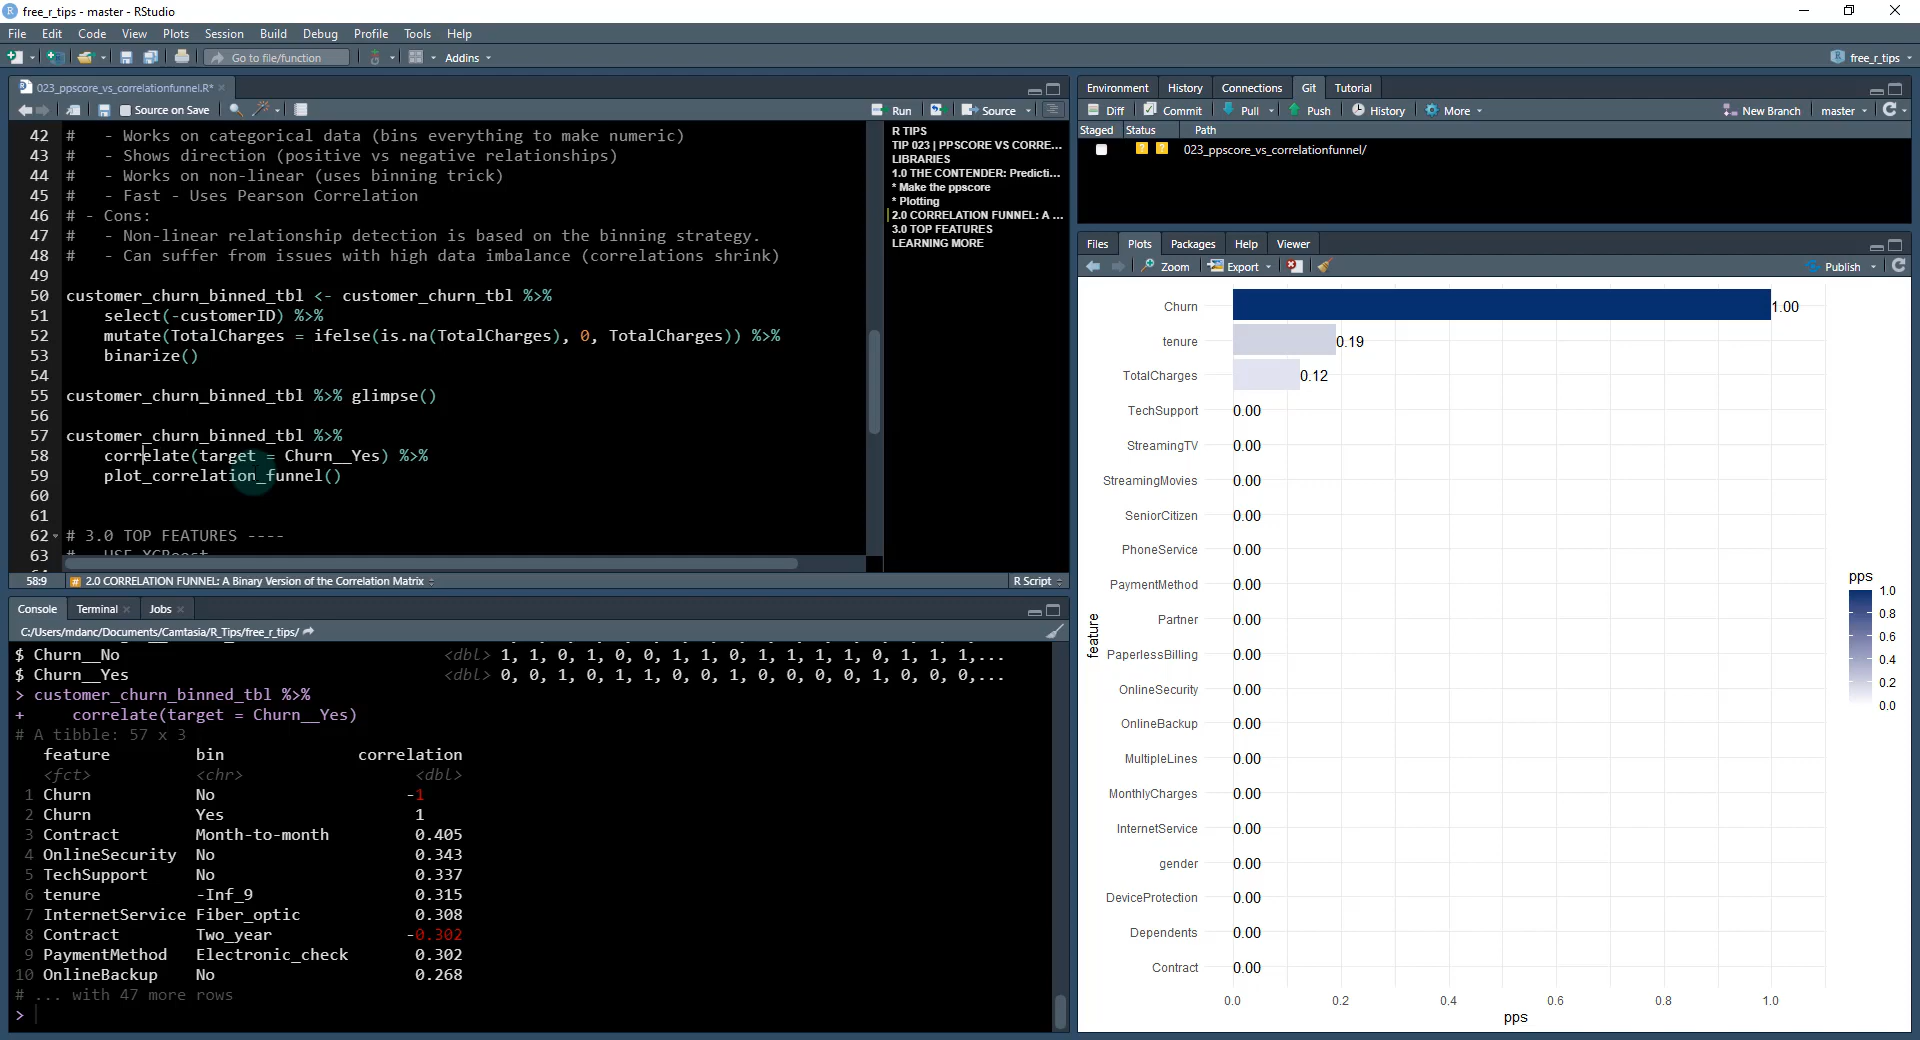 free_r_tips - master - RStudio
File Edit Code View Plots Session Build Debug Profile Tools Help
Go to file/function Addins free_r_tips
023_ppscore_vs_correlationfunnel.R*
Source on Save Run Source
42 # - Works on categorical data (bins everything to make numeric)
43 # - Shows direction (positive vs negative relationships)
44 # - Works on non-linear (uses binning trick)
45 # - Fast - Uses Pearson Correlation
46 # - Cons:
47 # - Non-linear relationship detection is based on the binning strategy.
48 # - Can suffer from issues with high data imbalance (correlations shrink)
49
50 customer_churn_binned_tbl <- customer_churn_tbl %>%
51 select(-customerID) %>%
52 mutate(TotalCharges = ifelse(is.na(TotalCharges), 0, TotalCharges)) %>%
53 binarize()
54
55 customer_churn_binned_tbl %>% glimpse()
56
57 customer_churn_binned_tbl %>%
58 correlate(target = Churn__Yes) %>%
59 plot_correlation_funnel()
60
61
62 # 3.0 TOP FEATURES ----
63 # USE XGBoost
R TIPS
TIP 023 | PPSCORE VS CORRE...
LIBRARIES
1.0 THE CONTENDER: Predicti...
* Make the ppscore
* Plotting
2.0 CORRELATION FUNNEL: A ...
3.0 TOP FEATURES
LEARNING MORE
58:9 2.0 CORRELATION FUNNEL: A Binary Version of the Correlation Matrix R Script
Console Terminal Jobs
C:/Users/mdanc/Documents/Camtasia/R_Tips/free_r_tips/
$ Churn__No <dbl> 1, 1, 0, 1, 0, 0, 1, 1, 0, 1, 1, 1, 1, 0, 1, 1, 1,...
$ Churn__Yes <dbl> 0, 0, 1, 0, 1, 1, 0, 0, 1, 0, 0, 0, 0, 1, 0, 0, 0,...
> customer_churn_binned_tbl %>%
+ correlate(target = Churn__Yes)
# A tibble: 57 x 3
feature bin correlation
<fct> <chr> <dbl>
1 Churn No -1
2 Churn Yes 1
3 Contract Month-to-month 0.405
4 OnlineSecurity No 0.343
5 TechSupport No 0.337
6 tenure -Inf_9 0.315
7 InternetService Fiber_optic 0.308
8 Contract Two_year -0.302
9 PaymentMethod Electronic_check 0.302
10 OnlineBackup No 0.268
# ... with 47 more rows
>
Environment History Connections Git Tutorial
Diff Commit Pull Push History More New Branch master
Staged Status Path
? ? 023_ppscore_vs_correlationfunnel/
Files Plots Packages Help Viewer
Zoom Export Publish
Churn 1.00
tenure 0.19
TotalCharges 0.12
TechSupport 0.00
StreamingTV 0.00
StreamingMovies 0.00
SeniorCitizen 0.00
PhoneService 0.00
PaymentMethod 0.00
Partner 0.00
PaperlessBilling 0.00
OnlineSecurity 0.00
OnlineBackup 0.00
MultipleLines 0.00
MonthlyCharges 0.00
InternetService 0.00
gender 0.00
DeviceProtection 0.00
Dependents 0.00
Contract 0.00
feature
0.0 0.2 0.4 0.6 0.8 1.0
pps
pps
1.0
0.8
0.6
0.4
0.2
0.0